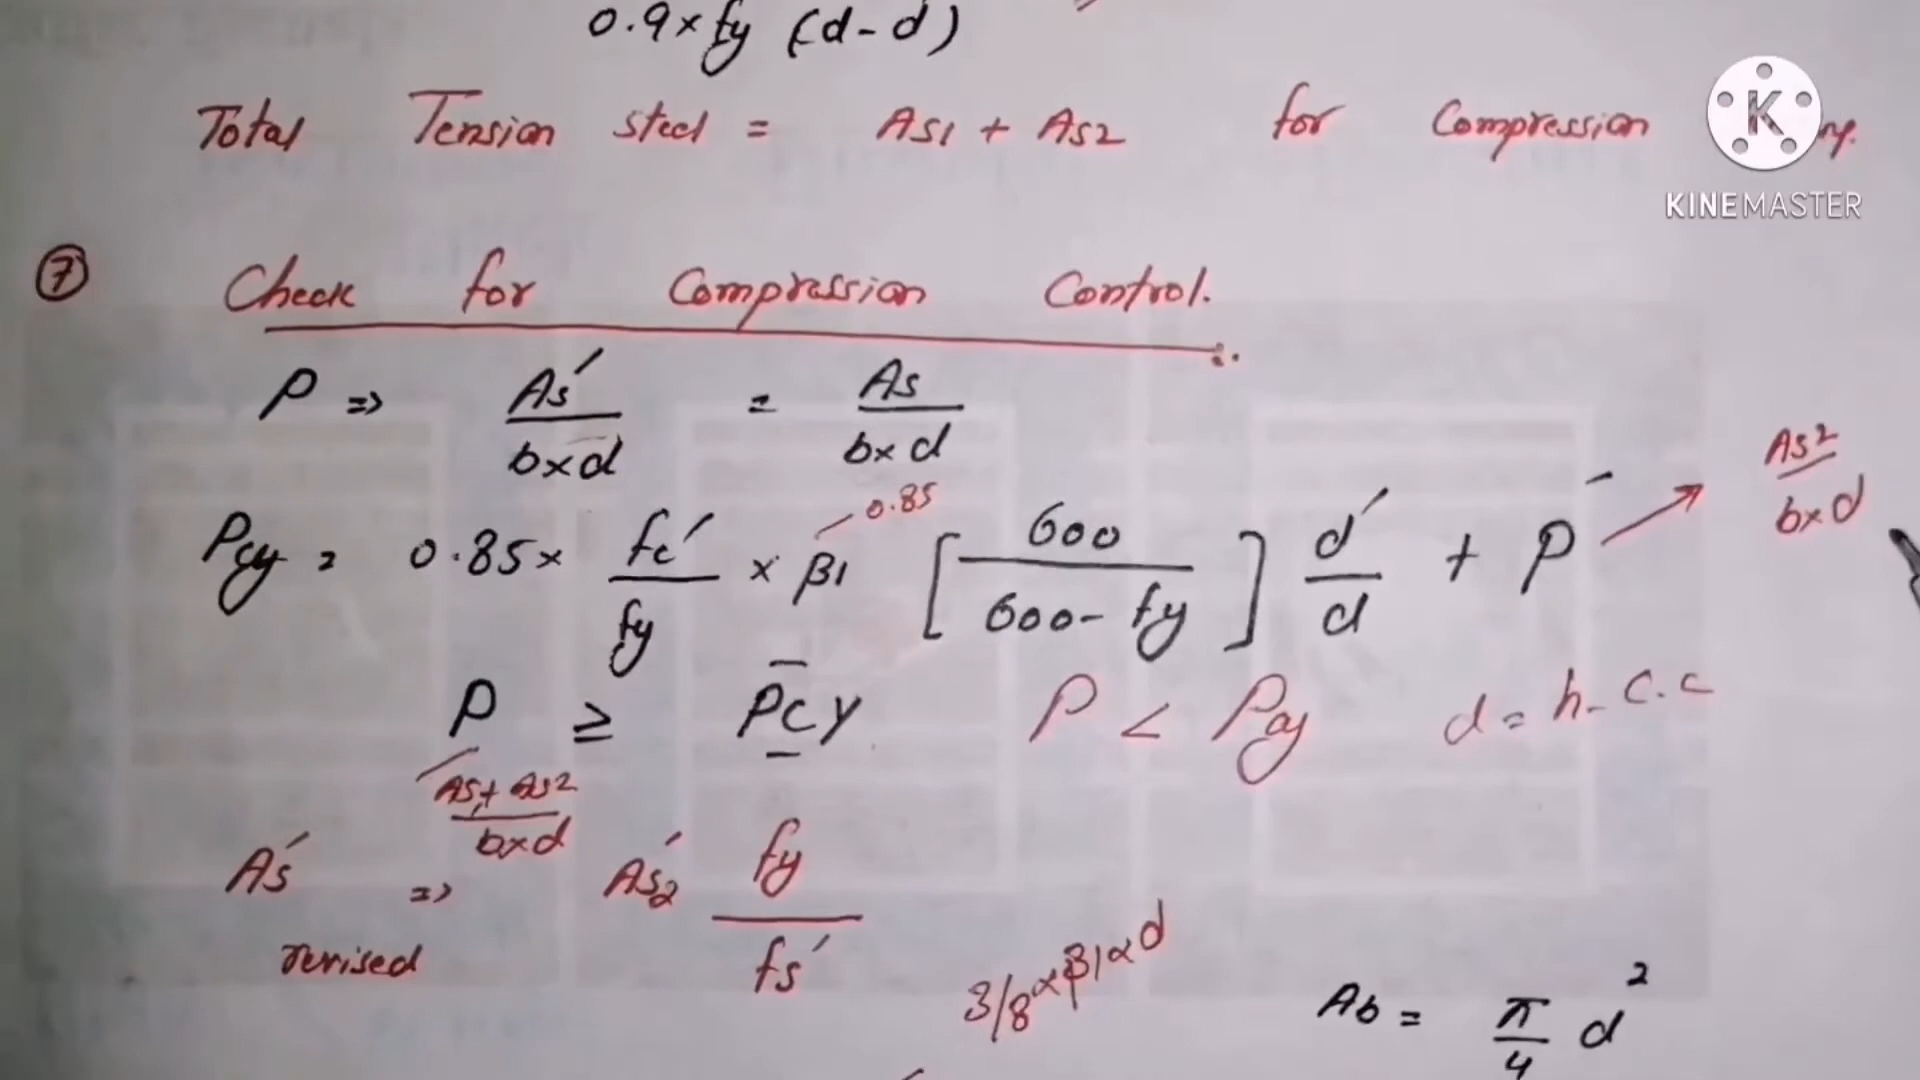 0.9 × fy (d - d)
Total Tension steel = As1 + As2 for Compression
K
KINEMASTER
⑦ Check for Compression Control.
ρ => As'/b×d = As/b×d
As2/b×d
0.85
ρcy = 0.85 × fc'/fy × β1 [600/600-fy] d'/d + ρ'
ρ ≥ ρcy ρ < ρcy d = h - c.c
As1 + As2/b×d
As' => As2' fy/fs'
revised
3/8 × β1 × d
Ab = π/4 d²